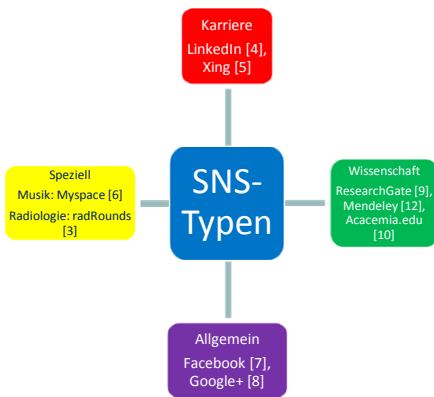 Karriere
LinkedIn [4],
Xing [5]
Speziell
Musik: Myspace [6]
Radiologie: radRounds
[3]
SNS-
Typen
Wissenschaft
ResearchGate [9],
Mendeley [12],
Acacemia.edu
[10]
Allgemein
Facebook [7],
Google+ [8]